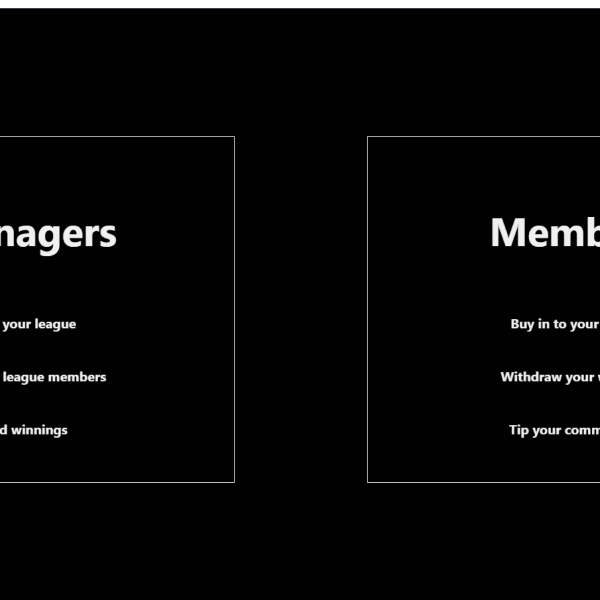 nagers
your league
league members
d winnings
Memb
Buy in to your
Withdraw your
Tip your comm